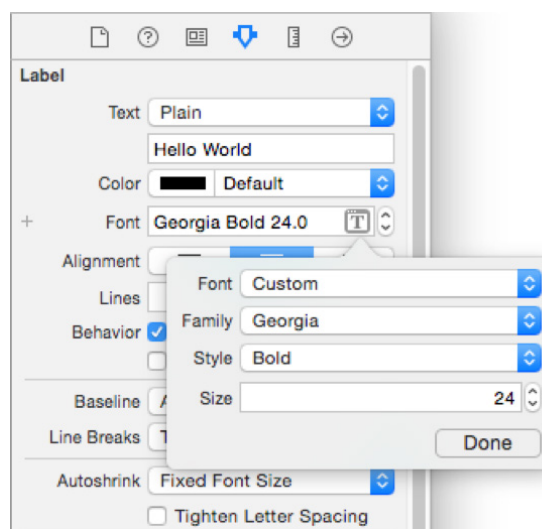 Label
Text Plain
Hello World
Color Default
Font Georgia Bold 24.0 T
Alignment
Lines
Behavior
Baseline
Line Breaks
Autoshrink Fixed Font Size
Tighten Letter Spacing
Font Custom
Family Georgia
Style Bold
Size 24
Done